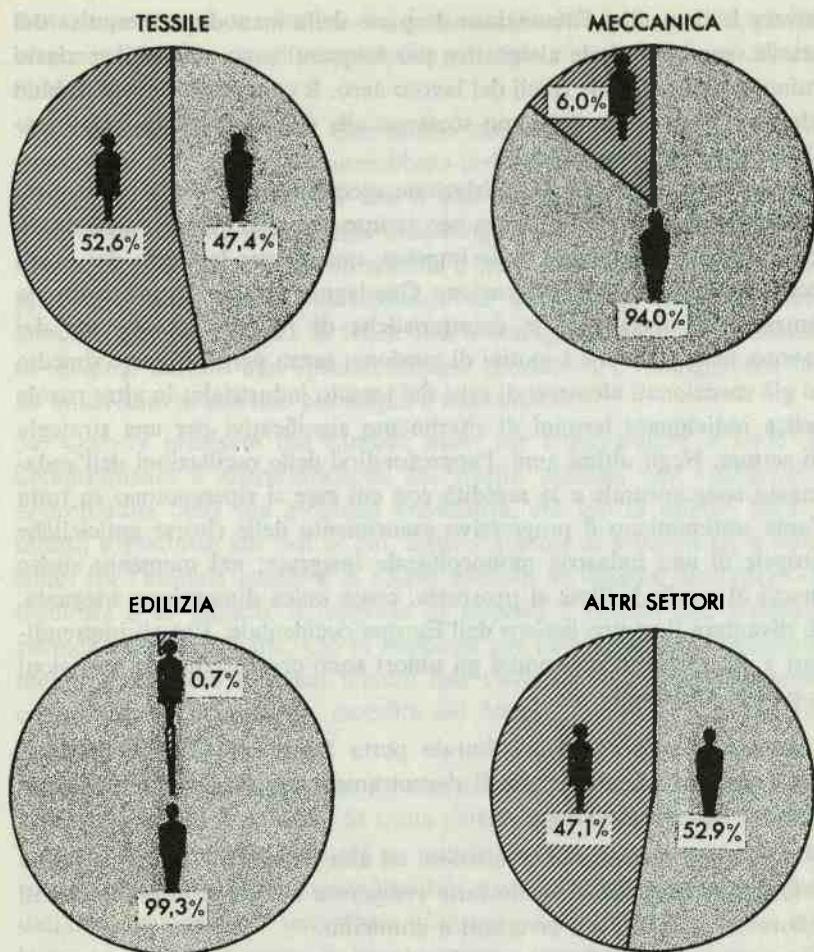 TESSILE
52,6%
47,4%
MECCANICA
6,0%
94,0%
EDILIZIA
0,7%
99,3%
ALTRI SETTORI
47,1%
52,9%